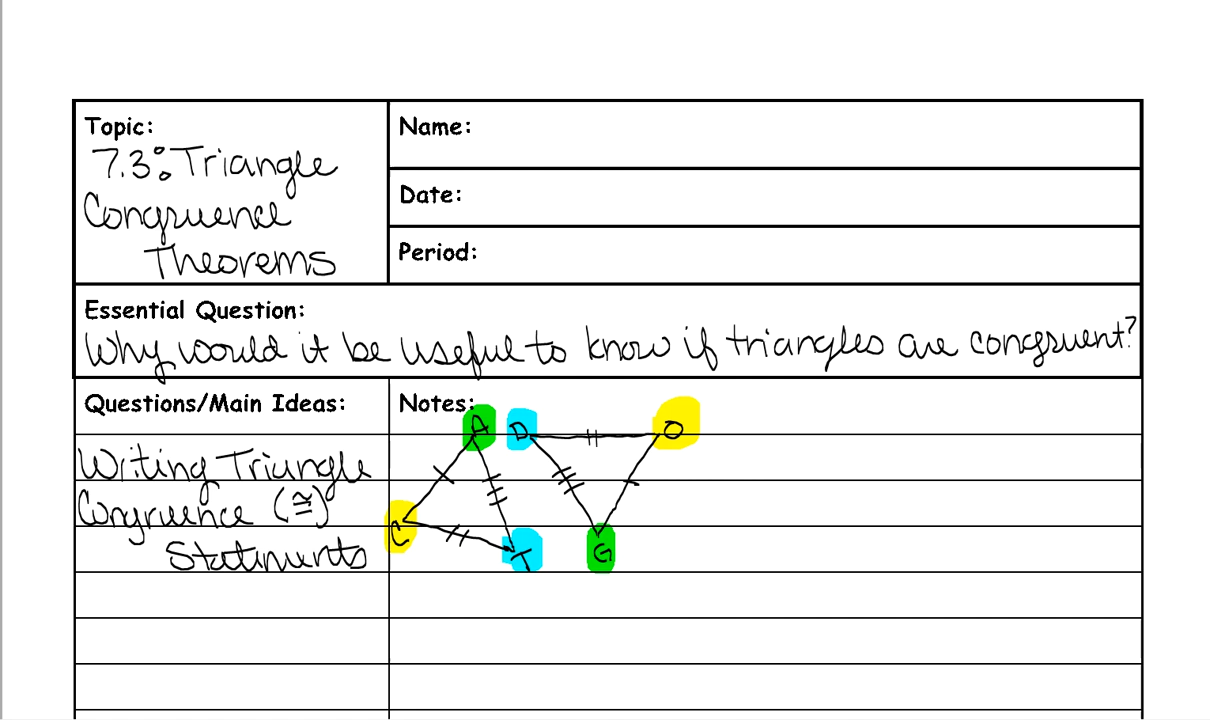 Topic:
7.3: Triangle
Congruence
Theorems
Name:
Date:
Period:
Essential Question:
Why would it be useful to know if triangles are congruent?
Questions/Main Ideas:
Writing Triangle
Congruence (≅)
Statements
Notes:
A D O
C T G